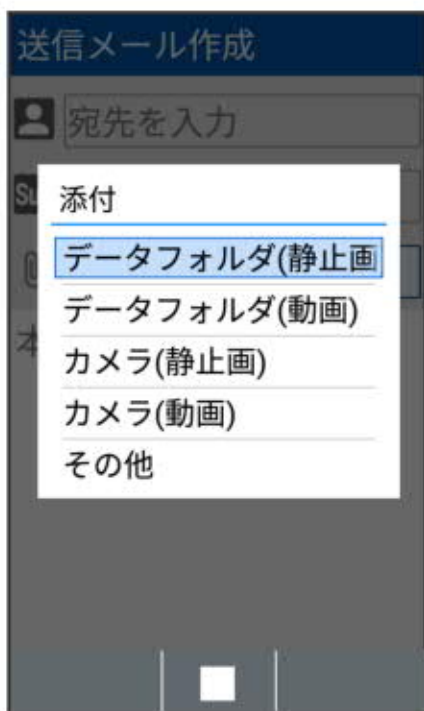 送信メール作成
宛先を入力
Su
添付
データフォルダ(静止画
データフォルダ(動画)
カメラ(静止画)
カメラ(動画)
その他
本